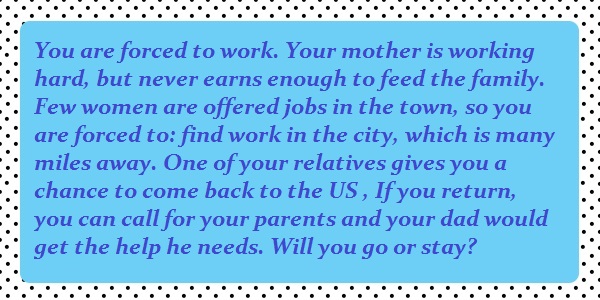 You are forced to work. Your mother is working
hard, but never earns enough to feed the family.
Few women are offered jobs in the town, so you
are forced to: find work in the city, which is many
miles away. One of your relatives gives you a
chance to come back to the US , If you return,
you can call for your parents and your dad would
get the help he needs. Will you go or stay?